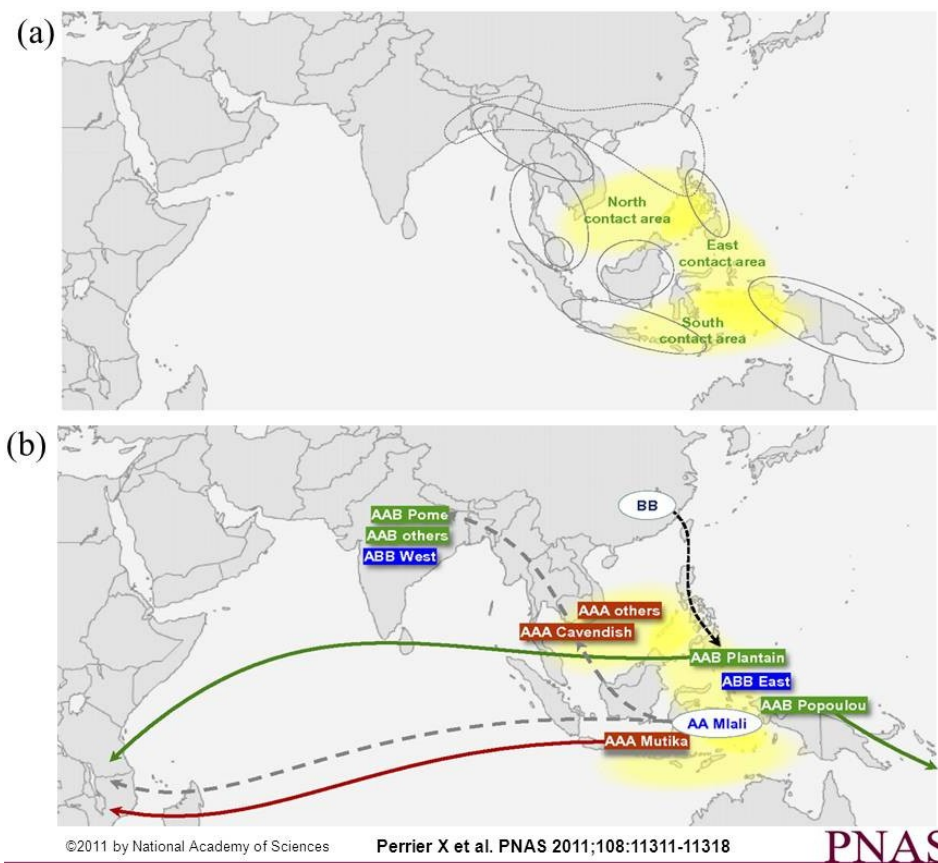 (a)
North
contact area
East
contact area
South
contact area
(b)
BB
AAB Pome
AAB others
ABB West
AAA others
AAA Cavendish
AAB Plantain
ABB East
AAB Popoulou
AA Mlali
AAA Mutika
©2011 by National Academy of Sciences
Perrier X et al. PNAS 2011;108:11311-11318
PNAS